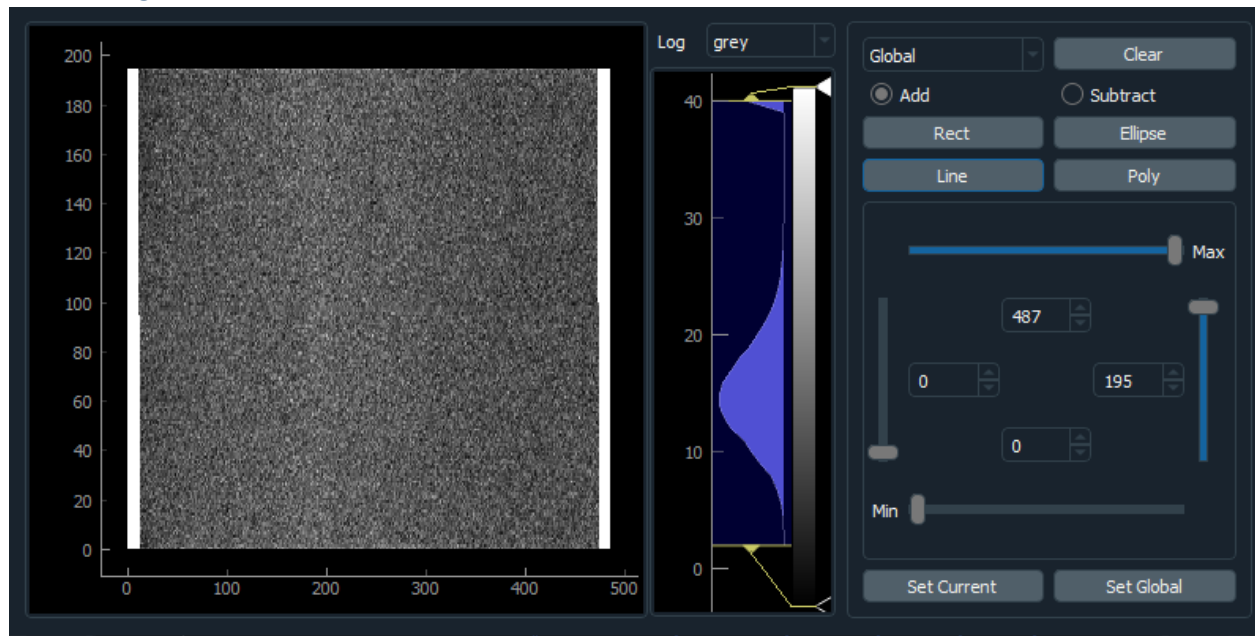 Log grey
200
180
160
140
120
100
80
60
40
20
0
0 100 200 300 400 500
40
30
20
10
0
Global Clear
Add Subtract
Rect Ellipse
Line Poly
Max
487
0 195
0
Min
Set Current Set Global